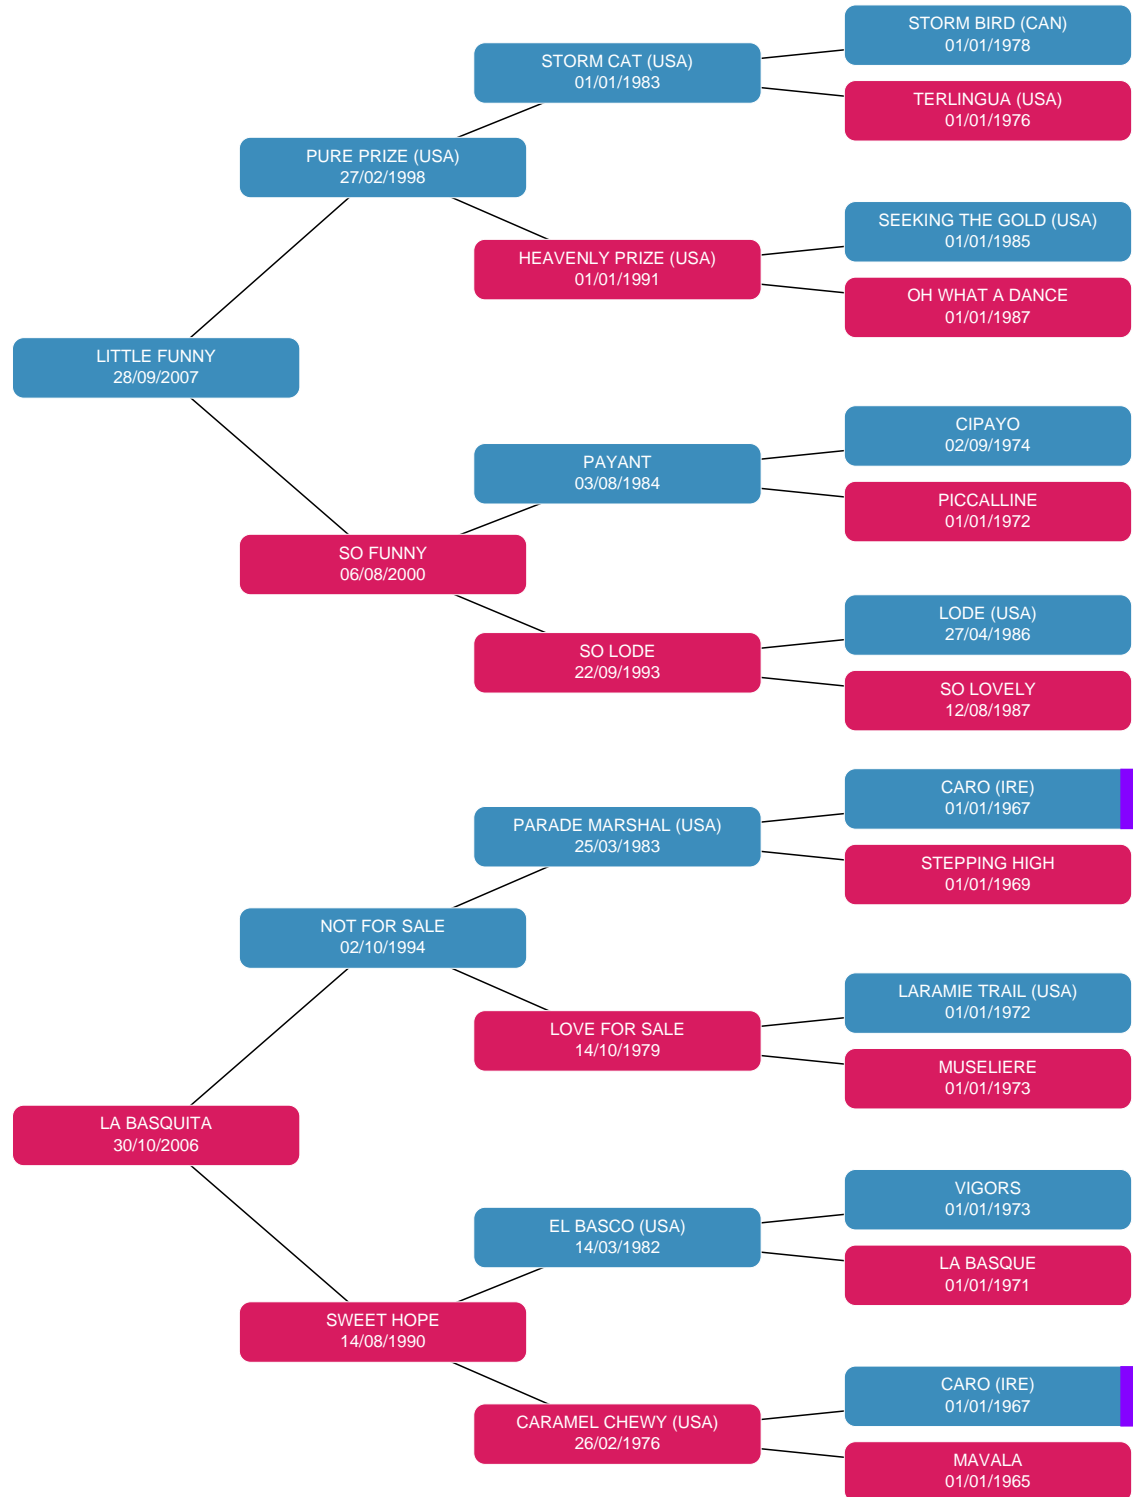 STORM BIRD (CAN)
01/01/1978
STORM CAT (USA)
01/01/1983
TERLINGUA (USA)
01/01/1976
PURE PRIZE (USA)
27/02/1998
SEEKING THE GOLD (USA)
01/01/1985
HEAVENLY PRIZE (USA)
01/01/1991
OH WHAT A DANCE
01/01/1987
LITTLE FUNNY
28/09/2007
CIPAYO
02/09/1974
PAYANT
03/08/1984
PICCALLINE
01/01/1972
SO FUNNY
06/08/2000
LODE (USA)
27/04/1986
SO LODE
22/09/1993
SO LOVELY
12/08/1987
CARO (IRE)
01/01/1967
PARADE MARSHAL (USA)
25/03/1983
STEPPING HIGH
01/01/1969
NOT FOR SALE
02/10/1994
LARAMIE TRAIL (USA)
01/01/1972
LOVE FOR SALE
14/10/1979
MUSELIERE
01/01/1973
LA BASQUITA
30/10/2006
VIGORS
01/01/1973
EL BASCO (USA)
14/03/1982
LA BASQUE
01/01/1971
SWEET HOPE
14/08/1990
CARO (IRE)
01/01/1967
CARAMEL CHEWY (USA)
26/02/1976
MAVALA
01/01/1965